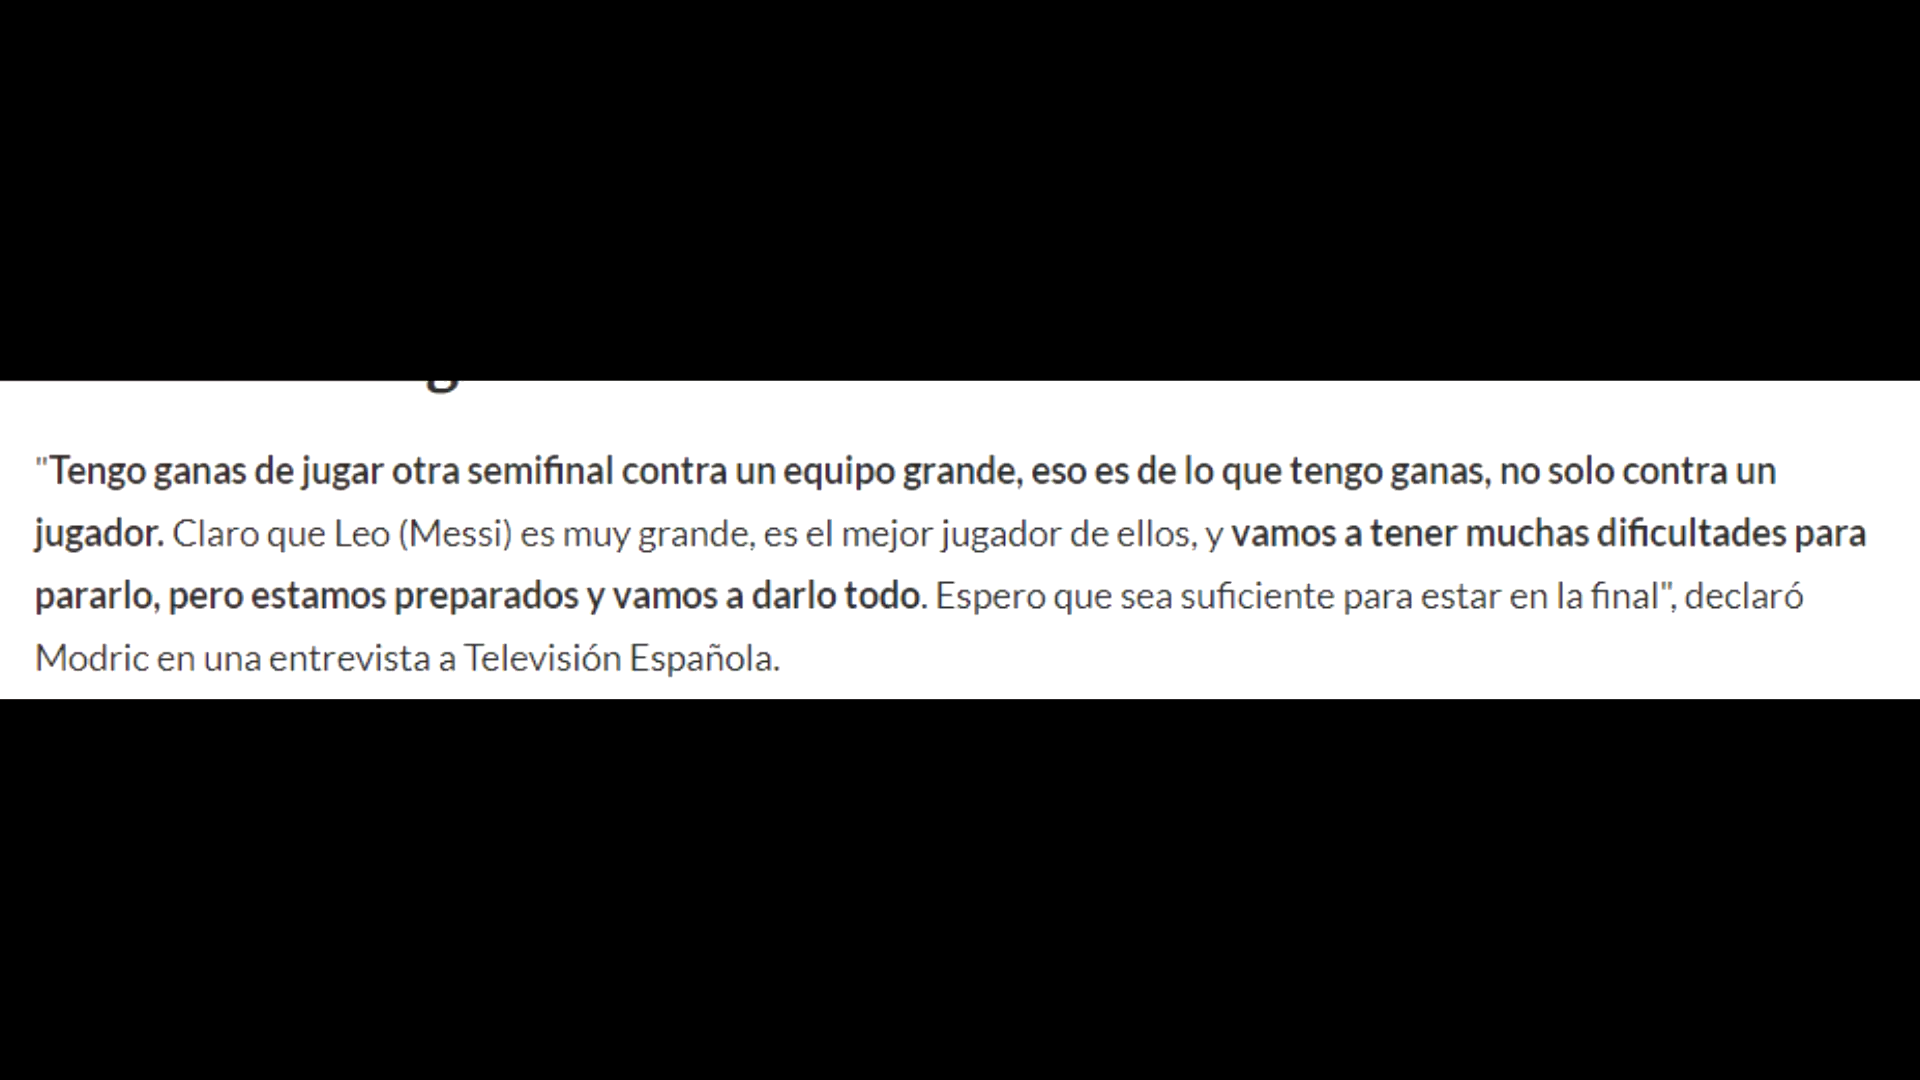 "Tengo ganas de jugar otra semifinal contra un equipo grande, eso es de lo que tengo ganas, no solo contra un
jugador. Claro que Leo (Messi) es muy grande, es el mejor jugador de ellos, y vamos a tener muchas dificultades para
pararlo, pero estamos preparados y vamos a darlo todo. Espero que sea suficiente para estar en la final", declaró
Modric en una entrevista a Televisión Española.